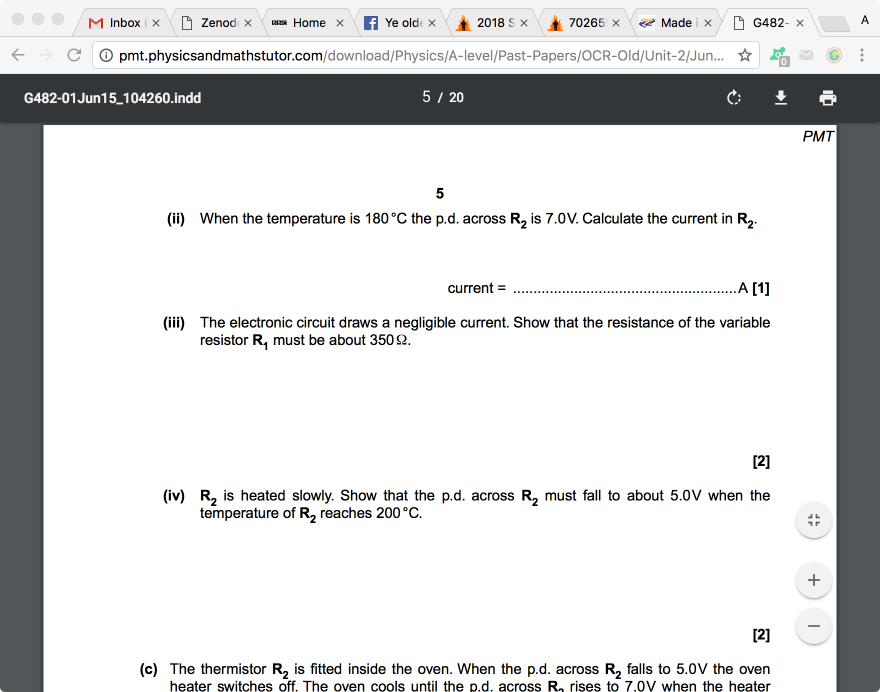 Inbox (
Zenod
Home
Ye olde
2018 S
70265
Made i
G482-
A
pmt.physicsandmathstutor.com/download/Physics/A-level/Past-Papers/OCR-Old/Unit-2/Jun...
0
G482-01Jun15_104260.indd
5 / 20
PMT
5
(ii) When the temperature is 180 °C the p.d. across R2 is 7.0V. Calculate the current in R2.
current = ......................................................A [1]
(iii) The electronic circuit draws a negligible current. Show that the resistance of the variable
resistor R1 must be about 350Ω.
[2]
(iv) R2 is heated slowly. Show that the p.d. across R2 must fall to about 5.0V when the
temperature of R2 reaches 200°C.
[2]
(c) The thermistor R2 is fitted inside the oven. When the p.d. across R2 falls to 5.0V the oven
heater switches off. The oven cools until the p.d. across R2 rises to 7.0V when the heater